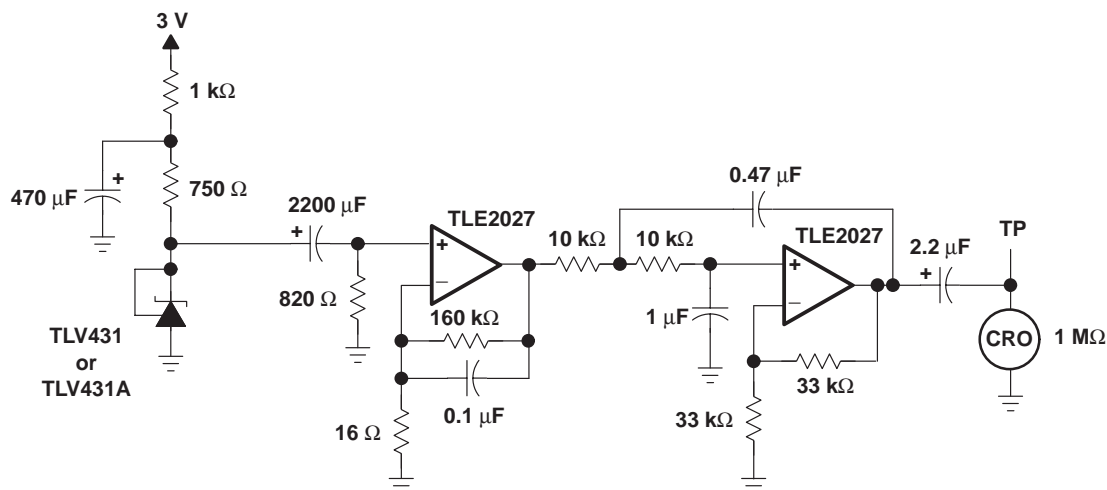 3 V
1 kΩ
470 μF
+
750 Ω
2200 μF
+
820 Ω
TLV431
or
TLV431A
TLE2027
+
–
160 kΩ
0.1 μF
16 Ω
10 kΩ
10 kΩ
0.47 μF
1 μF
TLE2027
+
–
33 kΩ
33 kΩ
2.2 μF
+
TP
CRO
1 MΩ